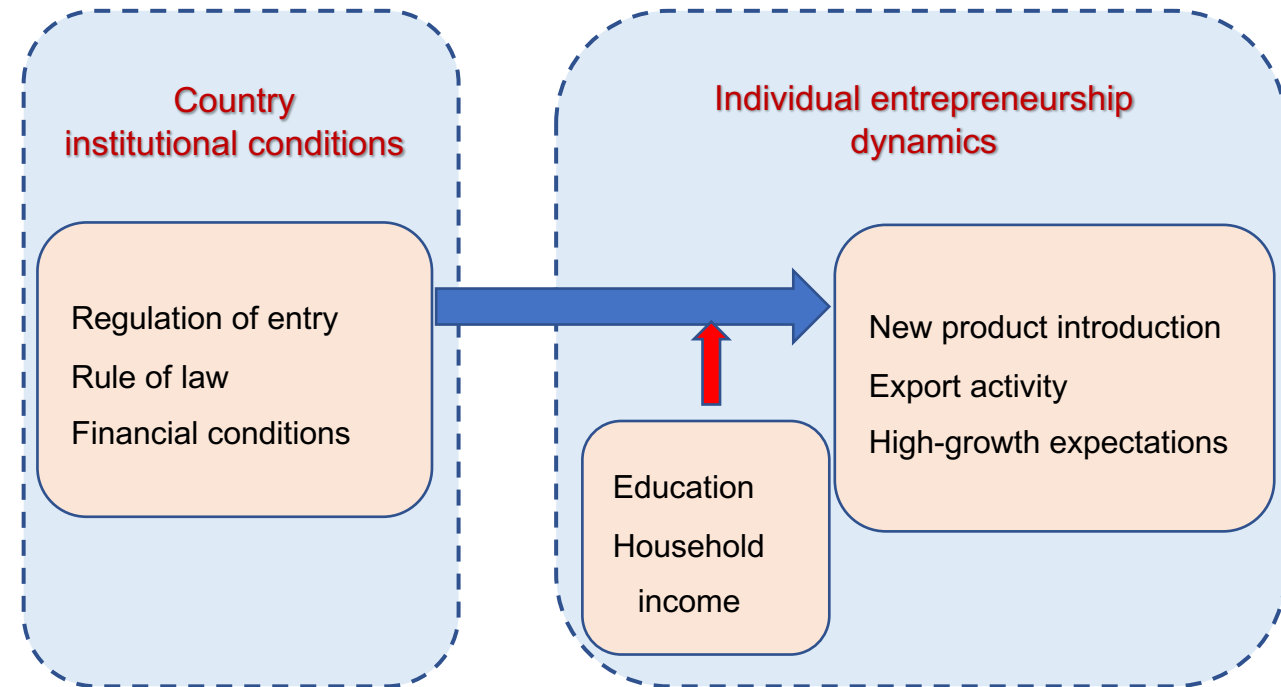 Country
institutional conditions
Regulation of entry
Rule of law
Financial conditions
Individual entrepreneurship
dynamics
Education
Household
income
New product introduction
Export activity
High-growth expectations